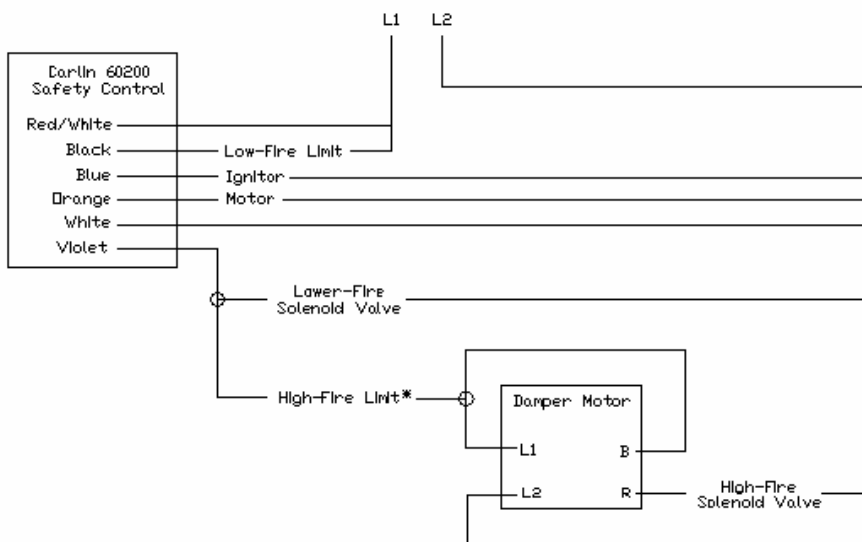 L1 L2
Carlin 60200
Safety Control
Red/White
Black Low-Fire Limit
Blue Ignitor
Orange Motor
White
Violet
Lower-Fire
Solenoid Valve
High-Fire Limit*
Damper Motor
L1 B
L2 R
High-Fire
Solenoid Valve